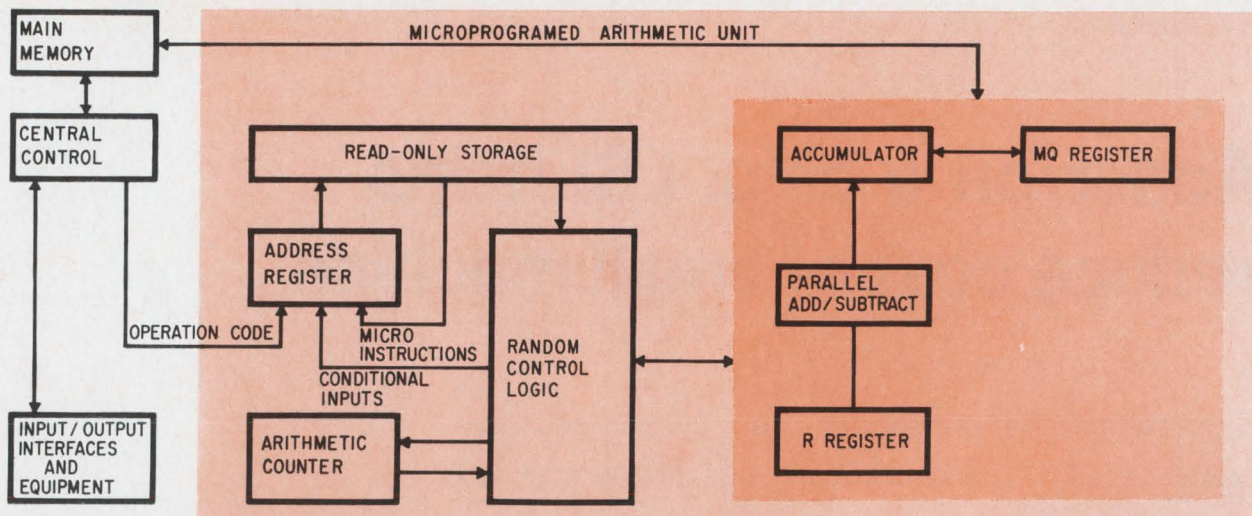 MAIN
MEMORY
MICROPROGRAMED ARITHMETIC UNIT
CENTRAL
CONTROL
READ-ONLY STORAGE
ACCUMULATOR
MQ REGISTER
ADDRESS
REGISTER
PARALLEL
ADD/SUBTRACT
OPERATION CODE
MICRO
INSTRUCTIONS
CONDITIONAL
INPUTS
RANDOM
CONTROL
LOGIC
INPUT/OUTPUT
INTERFACES
AND
EQUIPMENT
ARITHMETIC
COUNTER
R REGISTER